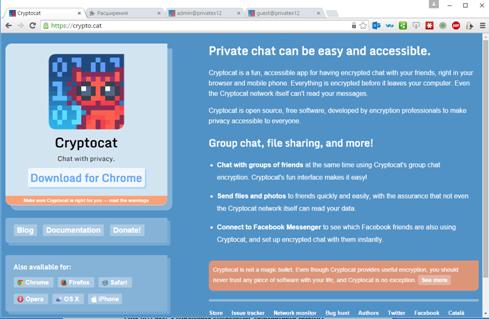 Cryptocat
Расширения
admin@privatex12
guest@privatex12
https://crypto.cat
Cryptocat
Chat with privacy.
Download for Chrome
Make sure Cryptocat is right for you — read the warnings
Blog
Documentation
Donate!
Also available for:
Chrome
Firefox
Safari
Opera
OS X
iPhone
Private chat can be easy and accessible.
Cryptocat is a fun, accessible app for having encrypted chat with your friends, right in your
browser and mobile phone. Everything is encrypted before it leaves your computer. Even
the Cryptocat network itself can't read your messages.
Cryptocat is open source, free software, developed by encryption professionals to make
privacy accessible to everyone.
Group chat, file sharing, and more!
Chat with groups of friends at the same time using Cryptocat's group chat
encryption. Cryptocat's fun interface makes it easy!
Send files and photos to friends quickly and easily, with the assurance that not even
the Cryptocat network itself can read your data.
Connect to Facebook Messenger to see which Facebook friends are also using
Cryptocat, and set up encrypted chat with them instantly.
Cryptocat is not a magic bullet. Even though Cryptocat provides useful encryption, you should
never trust any piece of software with your life, and Cryptocat is no exception. See more
Store
Issue tracker
Network monitor
Bug hunt
Authors
Twitter
Facebook
Català